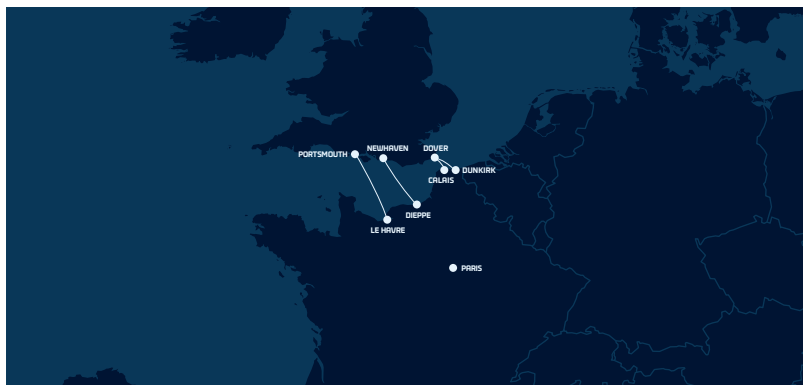 PORTSMOUTH
NEWHAVEN
DOVER
DUNKIRK
CALAIS
DIEPPE
LE HAVRE
PARIS